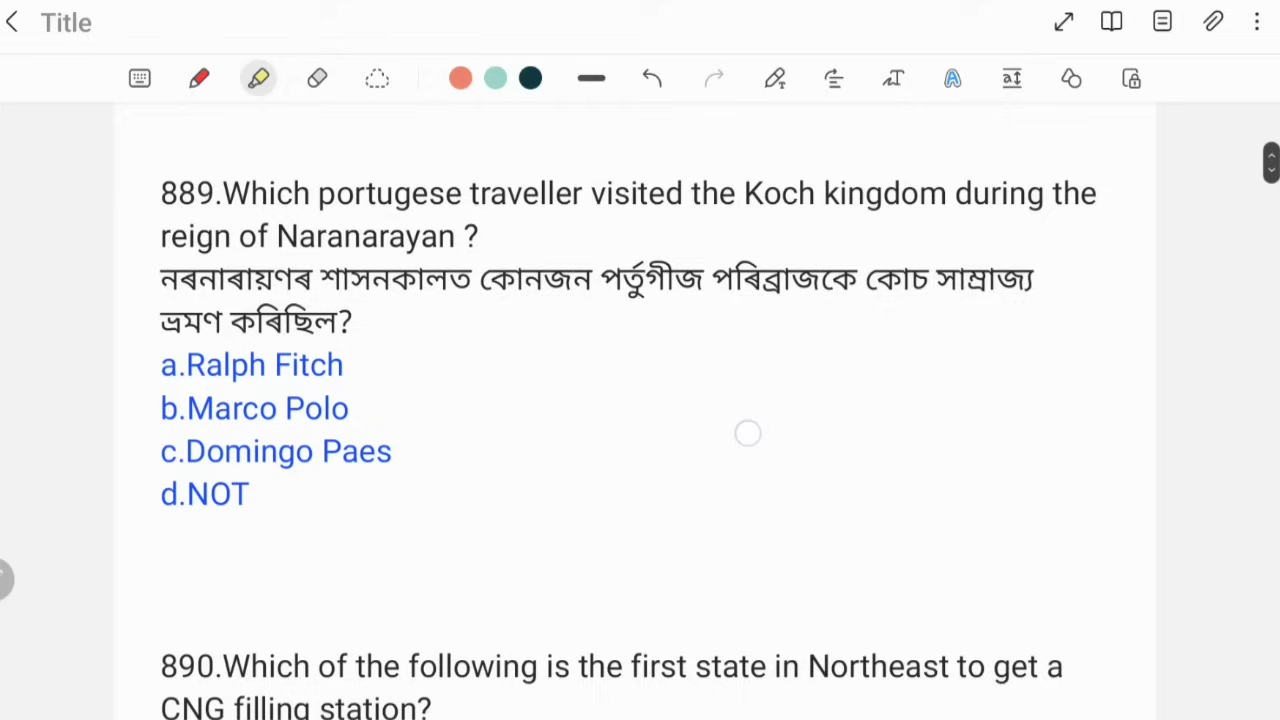 Title
889.Which portugese traveller visited the Koch kingdom during the
reign of Naranarayan ?
নৰনাৰায়ণৰ শাসনকালত কোনজন পৰ্তুগীজ পৰিব্ৰাজকে কোচ সাম্ৰাজ্য
ভ্ৰমণ কৰিছিল?
a.Ralph Fitch
b.Marco Polo
c.Domingo Paes
d.NOT
890.Which of the following is the first state in Northeast to get a
CNG filling station?